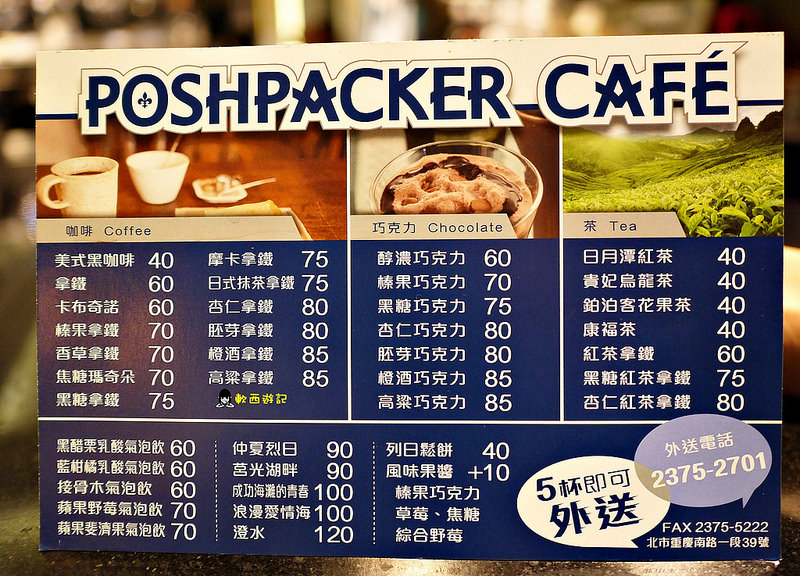 POSHPACKER CAFÉ
咖啡 Coffee
美式黑咖啡 40
拿鐵 60
卡布奇諾 60
榛果拿鐵 70
香草拿鐵 70
焦糖瑪奇朵 70
黑糖拿鐵 75
摩卡拿鐵 75
日式抹茶拿鐵 75
杏仁拿鐵 80
胚芽拿鐵 80
橙酒拿鐵 85
高粱拿鐵 85
軟西遊記
巧克力 Chocolate
醇濃巧克力 60
榛果巧克力 70
黑糖巧克力 75
杏仁巧克力 80
胚芽巧克力 80
橙酒巧克力 85
高粱巧克力 85
茶 Tea
日月潭紅茶 40
貴妃烏龍茶 40
鉑泊客花果茶 40
康福茶 40
紅茶拿鐵 60
黑糖紅茶拿鐵 75
杏仁紅茶拿鐵 80
黑醋栗乳酸氣泡飲 60
藍柑橘乳酸氣泡飲 60
接骨木氣泡飲 60
蘋果野莓氣泡飲 70
蘋果斐濟果氣泡飲 70
仲夏烈日 90
莒光湖畔 90
成功海灘的青春 100
浪漫愛情海 100
澄水 120
列日鬆餅 40
風味果醬 +10
榛果巧克力
草莓、焦糖
綜合野莓
5杯即可
外送
外送電話
2375-2701
FAX 2375-5222
北市重慶南路一段39號